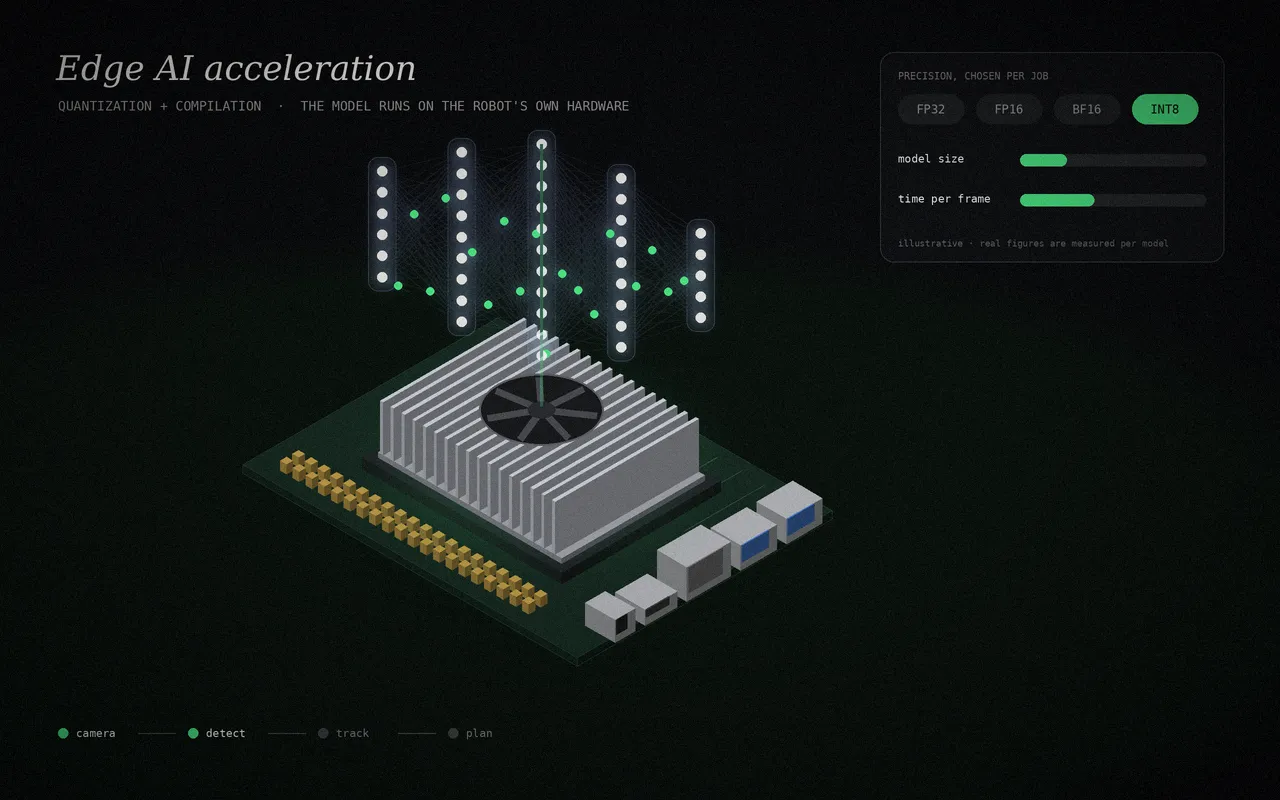 Edge AI acceleration
QUANTIZATION + COMPILATION · THE MODEL RUNS ON THE ROBOT'S OWN HARDWARE
PRECISION, CHOSEN PER JOB
FP32 FP16 BF16 INT8
model size
time per frame
illustrative · real figures are measured per model
camera detect track plan